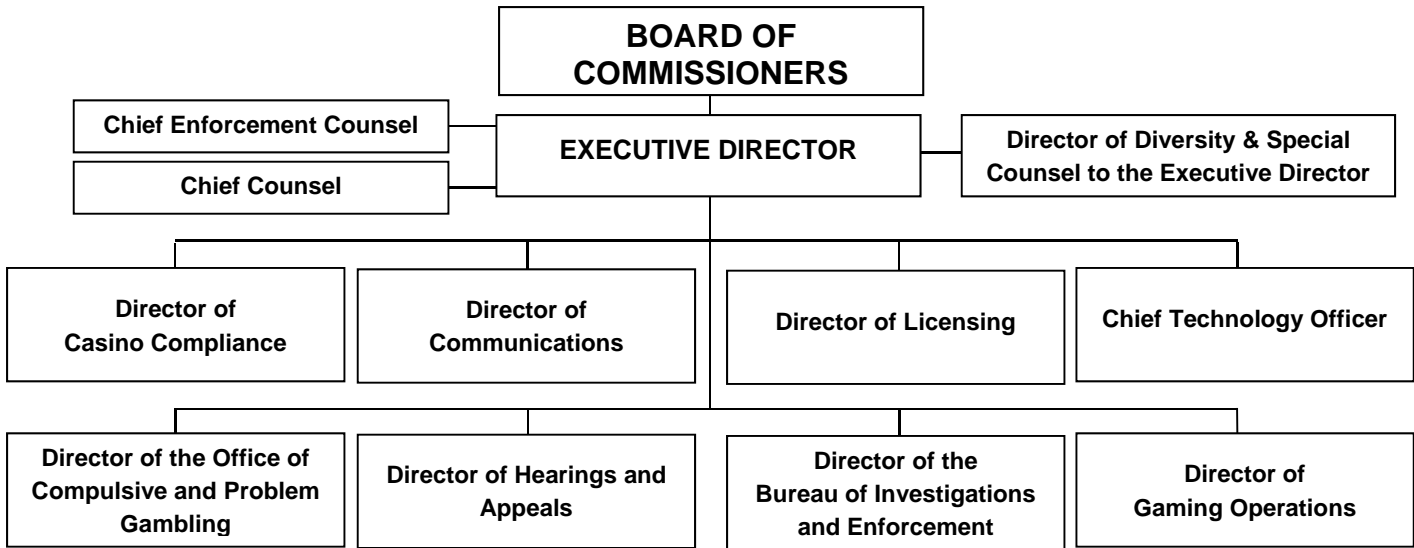 BOARD OF
COMMISSIONERS
Chief Enforcement Counsel
EXECUTIVE DIRECTOR
Director of Diversity & Special
Counsel to the Executive Director
Chief Counsel
Director of
Casino Compliance
Director of
Communications
Director of Licensing
Chief Technology Officer
Director of the Office of
Compulsive and Problem
Gambling
Director of Hearings and
Appeals
Director of the
Bureau of Investigations
and Enforcement
Director of
Gaming Operations